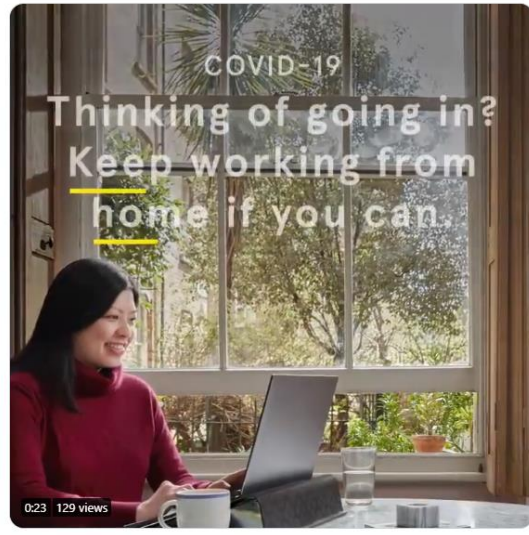 COVID-19
Thinking of going in?
Keep working from
home if you can.
0:23 129 views